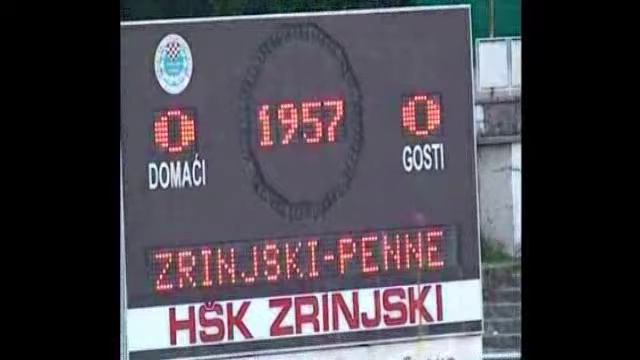 0 1957 0
DOMAĆI GOSTI
ZRINJSKI-PENNE
HŠK ZRINJSKI